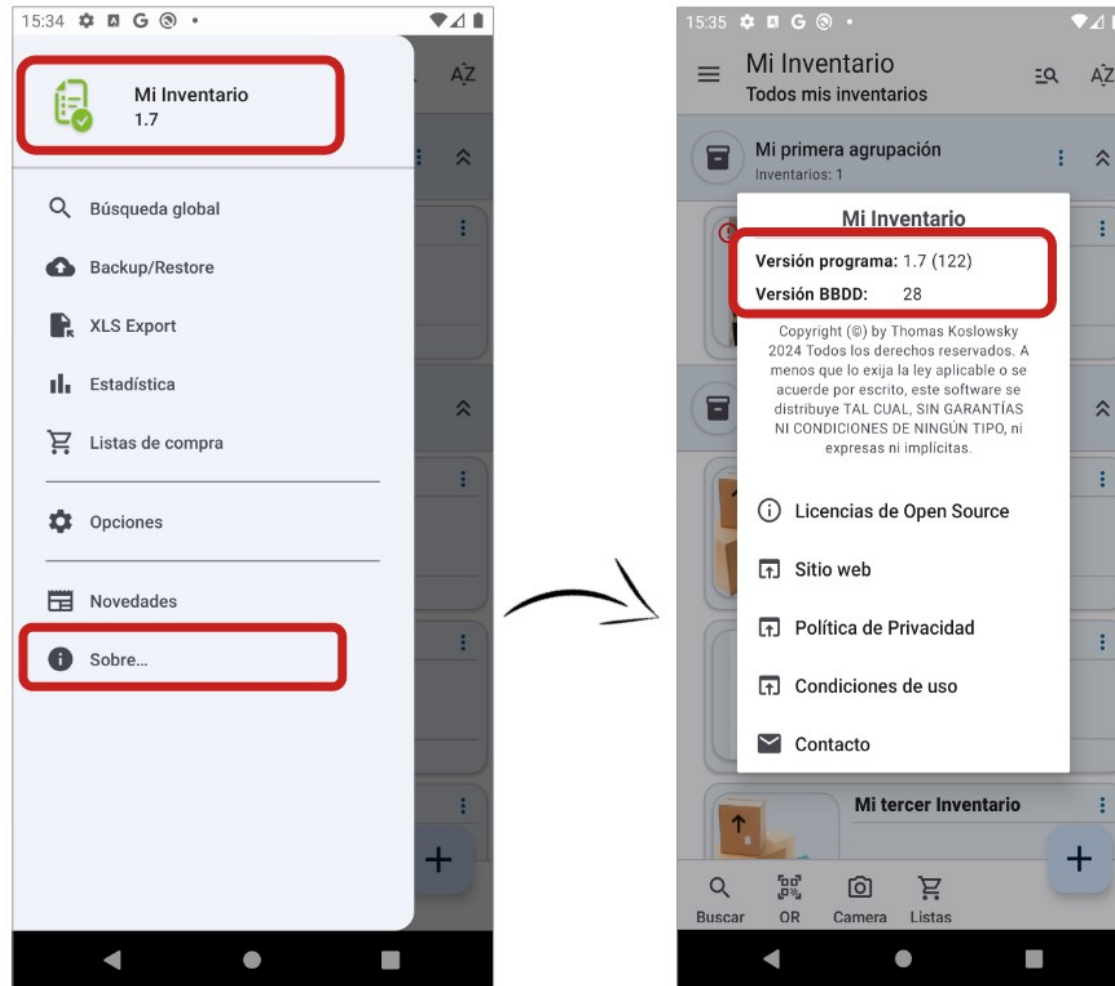 15:34
AZ
Mi Inventario
1.7
Búsqueda global
Backup/Restore
XLS Export
Estadística
Listas de compra
Opciones
Novedades
Sobre...
15:35
Mi Inventario
Todos mis inventarios
AZ
Mi primera agrupación
Inventarios: 1
Mi Inventario
Versión programa: 1.7 (122)
Versión BBDD: 28
Copyright (©) by Thomas Koslowsky
2024 Todos los derechos reservados. A
menos que lo exija la ley aplicable o se
acuerde por escrito, este software se
distribuye TAL CUAL, SIN GARANTÍAS
NI CONDICIONES DE NINGÚN TIPO, ni
expresas ni implícitas.
Licencias de Open Source
Sitio web
Política de Privacidad
Condiciones de uso
Contacto
Mi tercer Inventario
Buscar QR Camera Listas